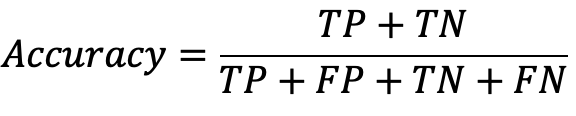 Accuracy = (TP + TN) / (TP + FP + TN + FN)